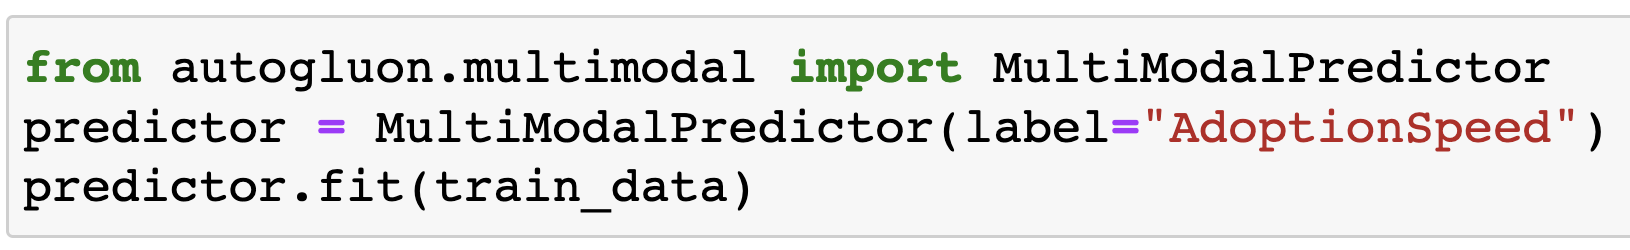 from autogluon.multimodal import MultiModalPredictor
predictor = MultiModalPredictor(label="AdoptionSpeed")
predictor.fit(train_data)